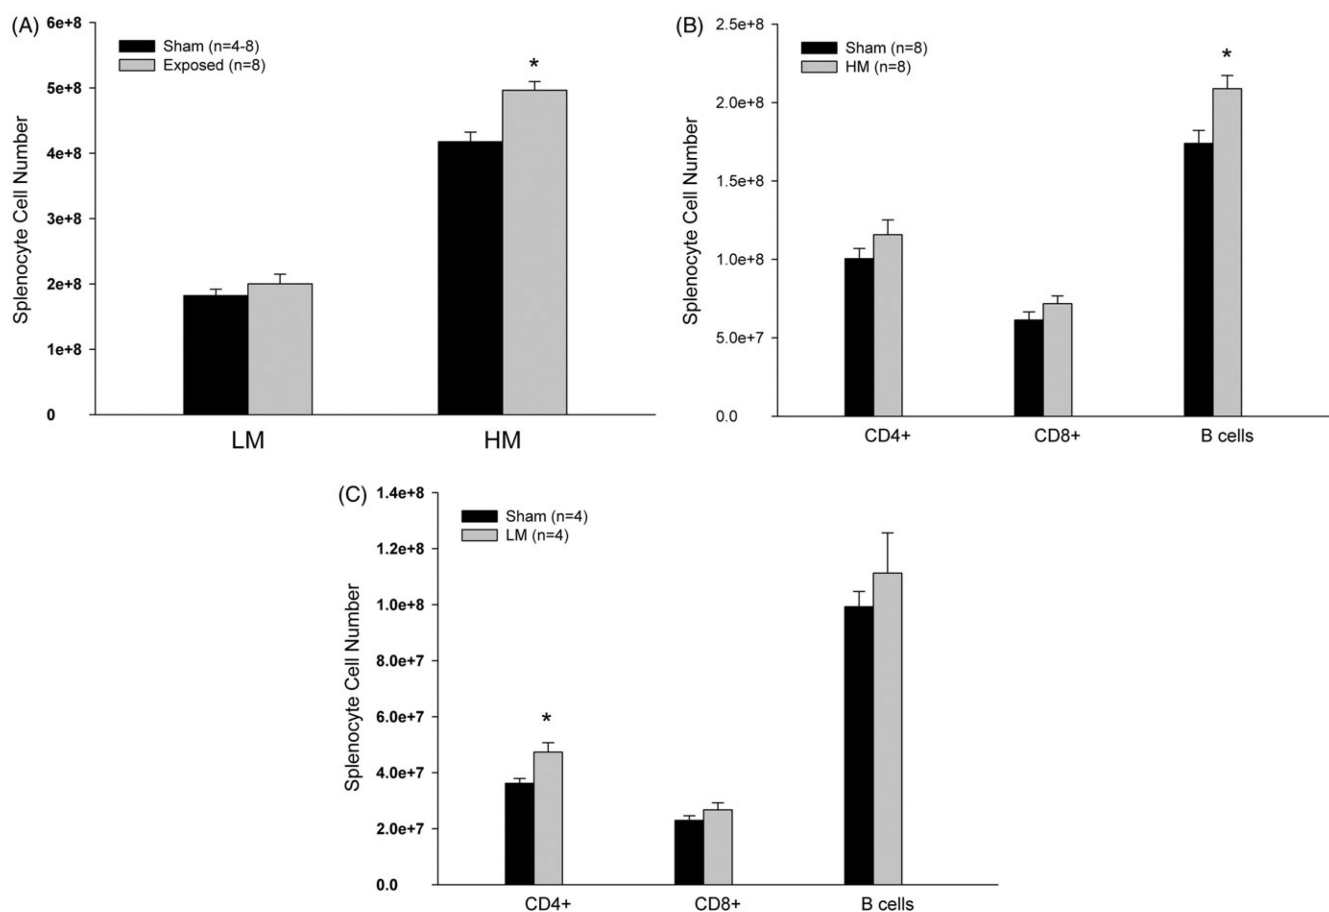 (A)
6e+8
5e+8
4e+8
3e+8
2e+8
1e+8
0
Splenocyte Cell Number
Sham (n=4-8)
Exposed (n=8)
*
LM HM
(B)
2.5e+8
2.0e+8
1.5e+8
1.0e+8
5.0e+7
0.0
Splenocyte Cell Number
Sham (n=8)
HM (n=8)
*
CD4+ CD8+ B cells
(C)
1.4e+8
1.2e+8
1.0e+8
8.0e+7
6.0e+7
4.0e+7
2.0e+7
0.0
Splenocyte Cell Number
Sham (n=4)
LM (n=4)
*
CD4+ CD8+ B cells